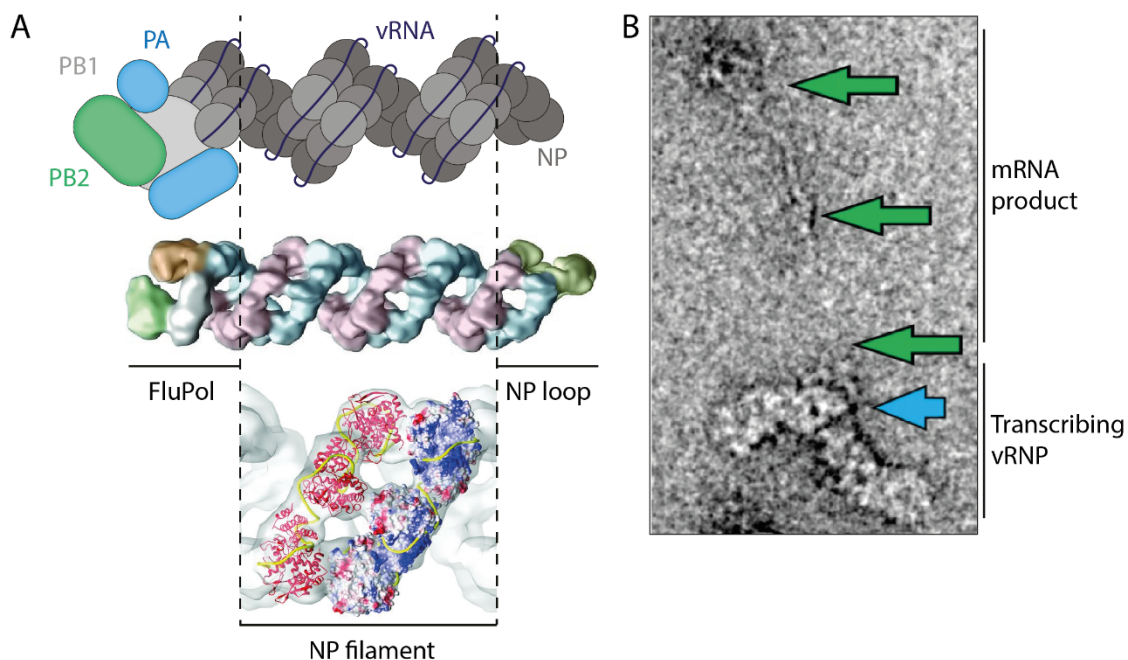 A
PA
vRNA
PB1
PB2
NP
FluPol
NP loop
NP filament
B
mRNA
product
Transcribing
vRNP